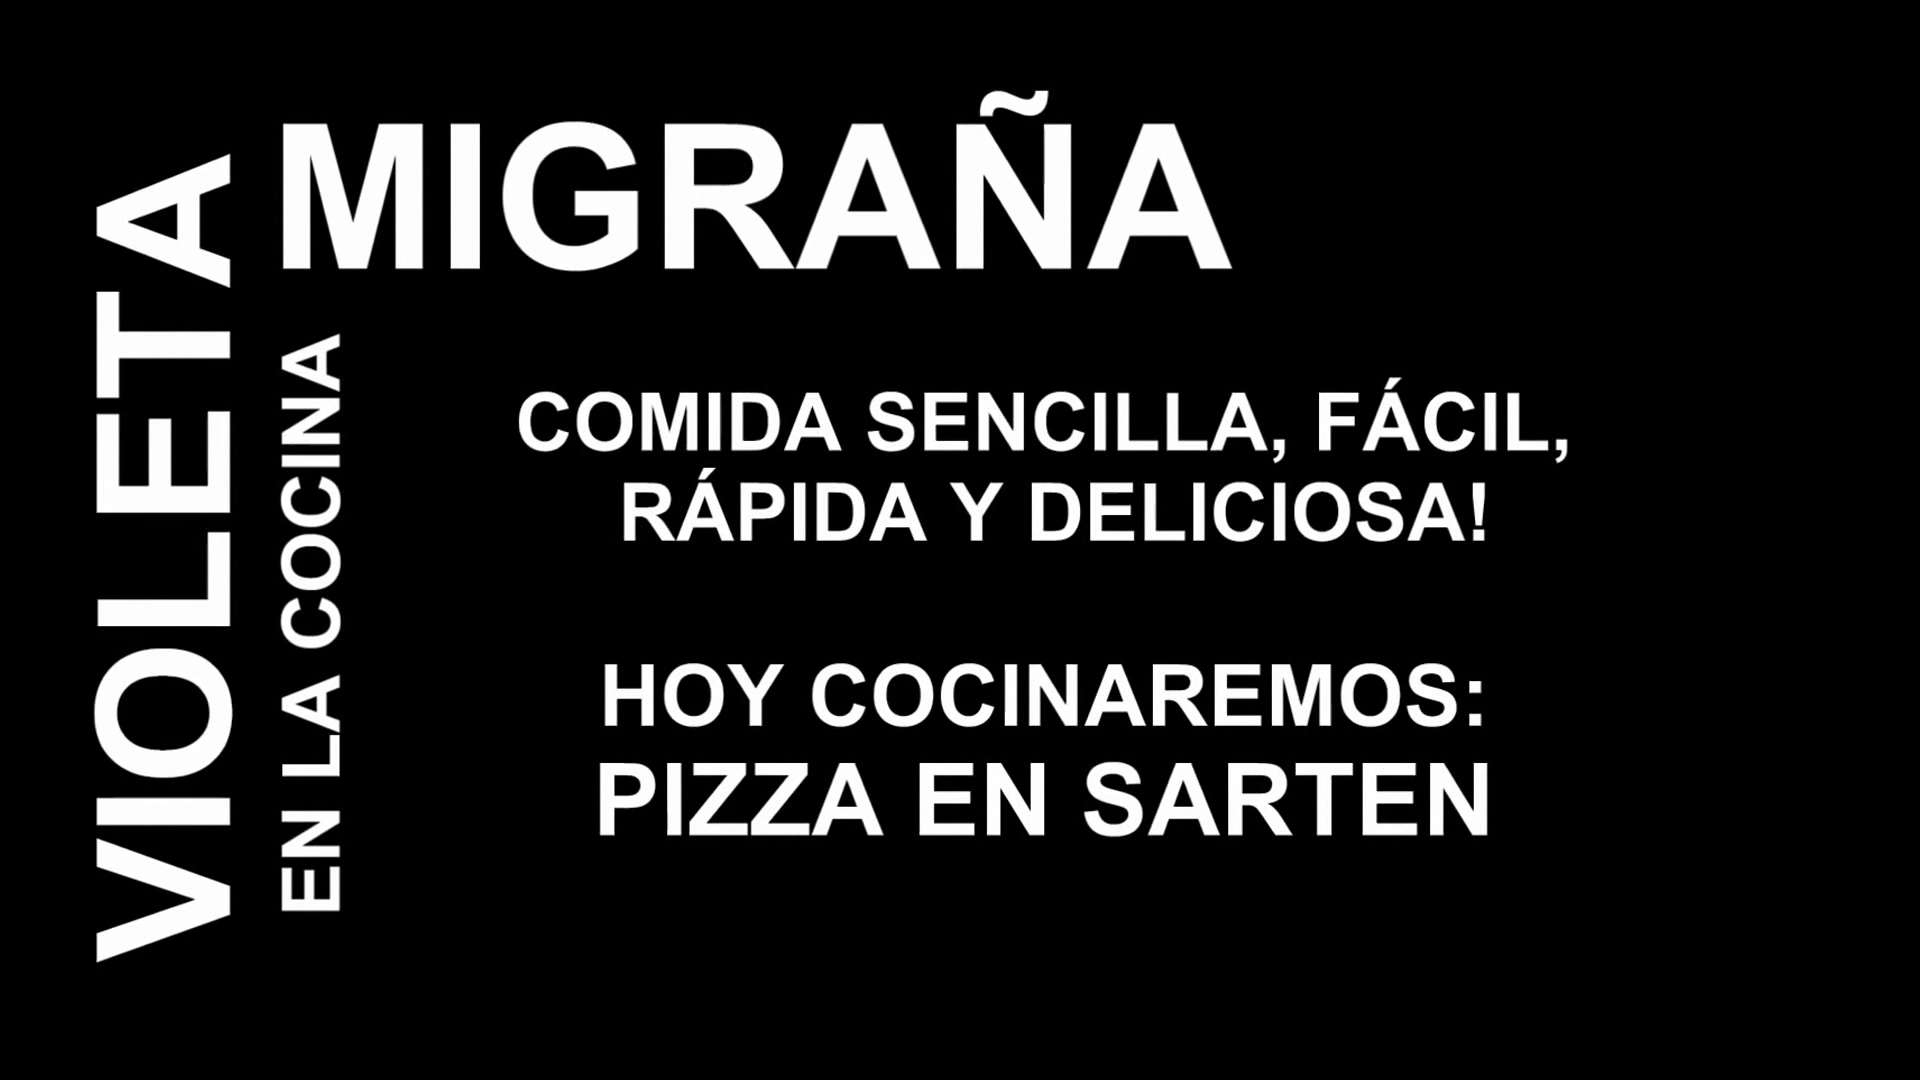 VIOLETA
MIGRAÑA
EN LA COCINA
COMIDA SENCILLA, FÁCIL,
RÁPIDA Y DELICIOSA!
HOY COCINAREMOS:
PIZZA EN SARTEN